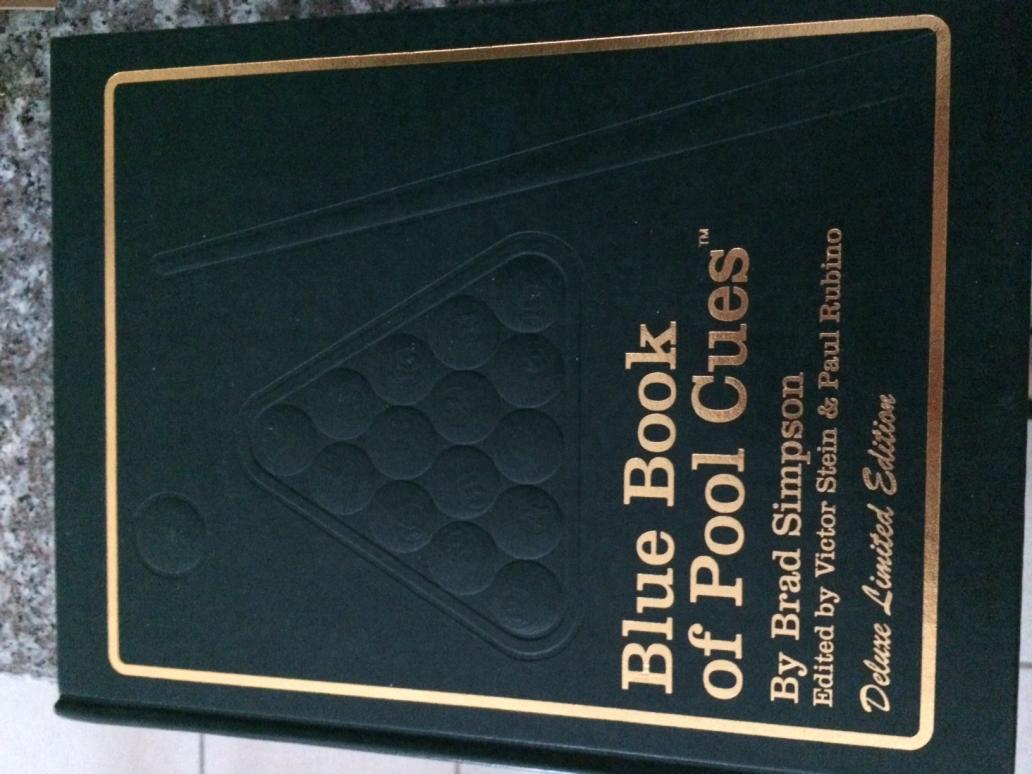 Blue Book
of Pool Cues™
By Brad Simpson
Edited by Victor Stein & Paul Rubino
Deluxe Limited Edition